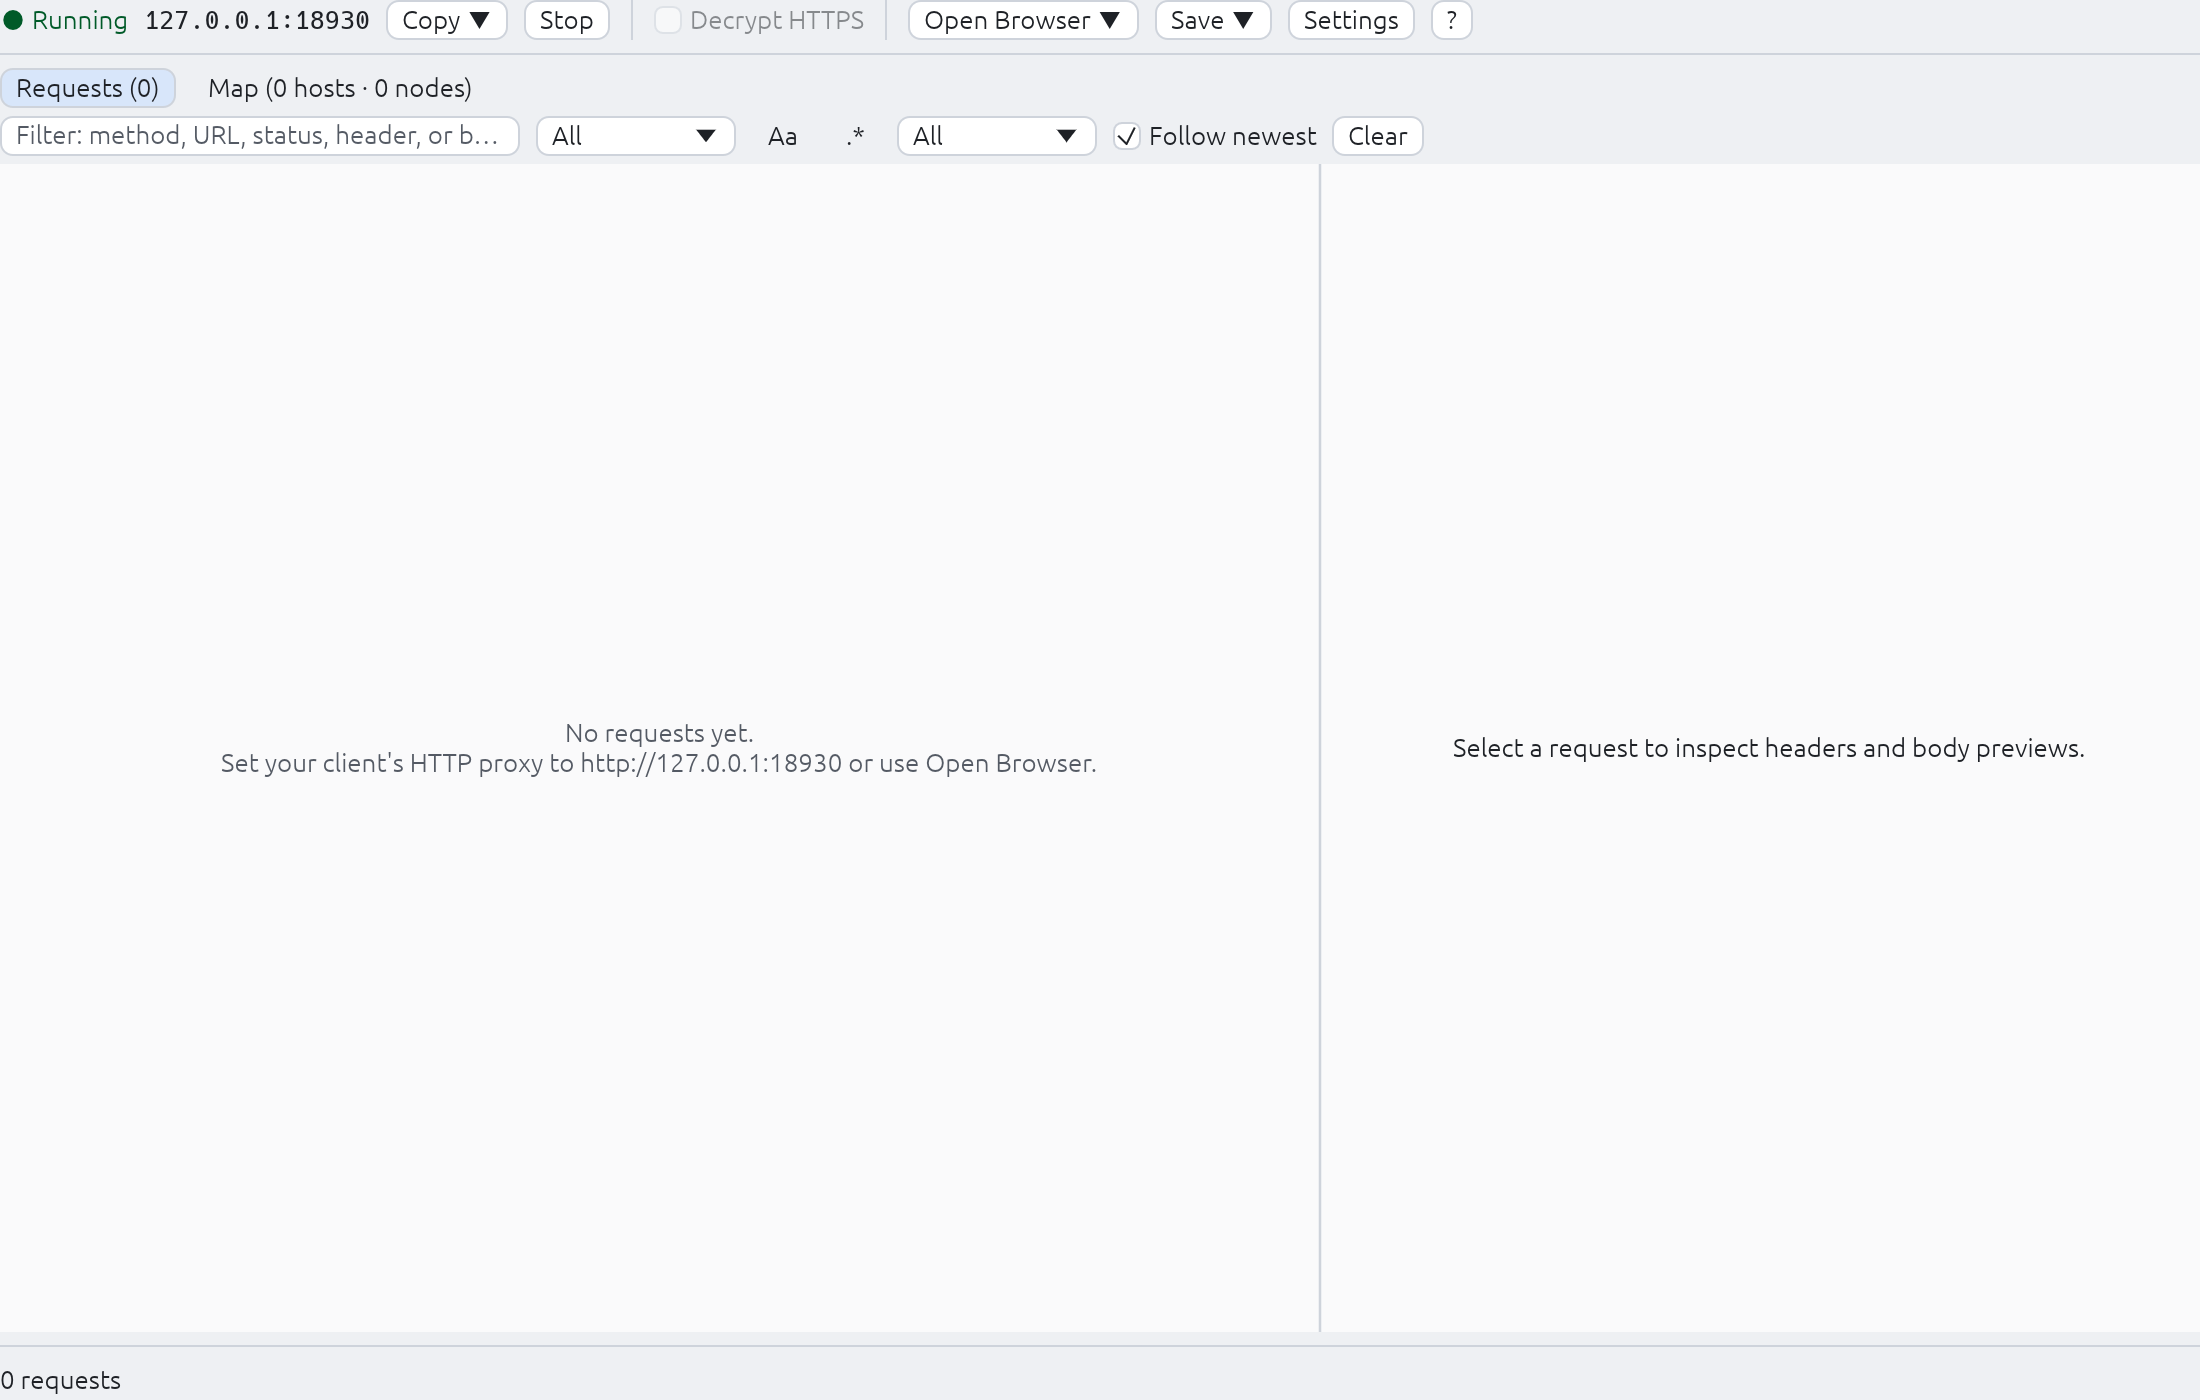 Running 127.0.0.1:18930 Copy ▼ Stop Decrypt HTTPS Open Browser ▼ Save ▼ Settings ?
Requests (0) Map (0 hosts · 0 nodes)
Filter: method, URL, status, header, or b… All ▼ Aa .* All ▼ Follow newest Clear
No requests yet.
Set your client's HTTP proxy to http://127.0.0.1:18930 or use Open Browser.
Select a request to inspect headers and body previews.
0 requests